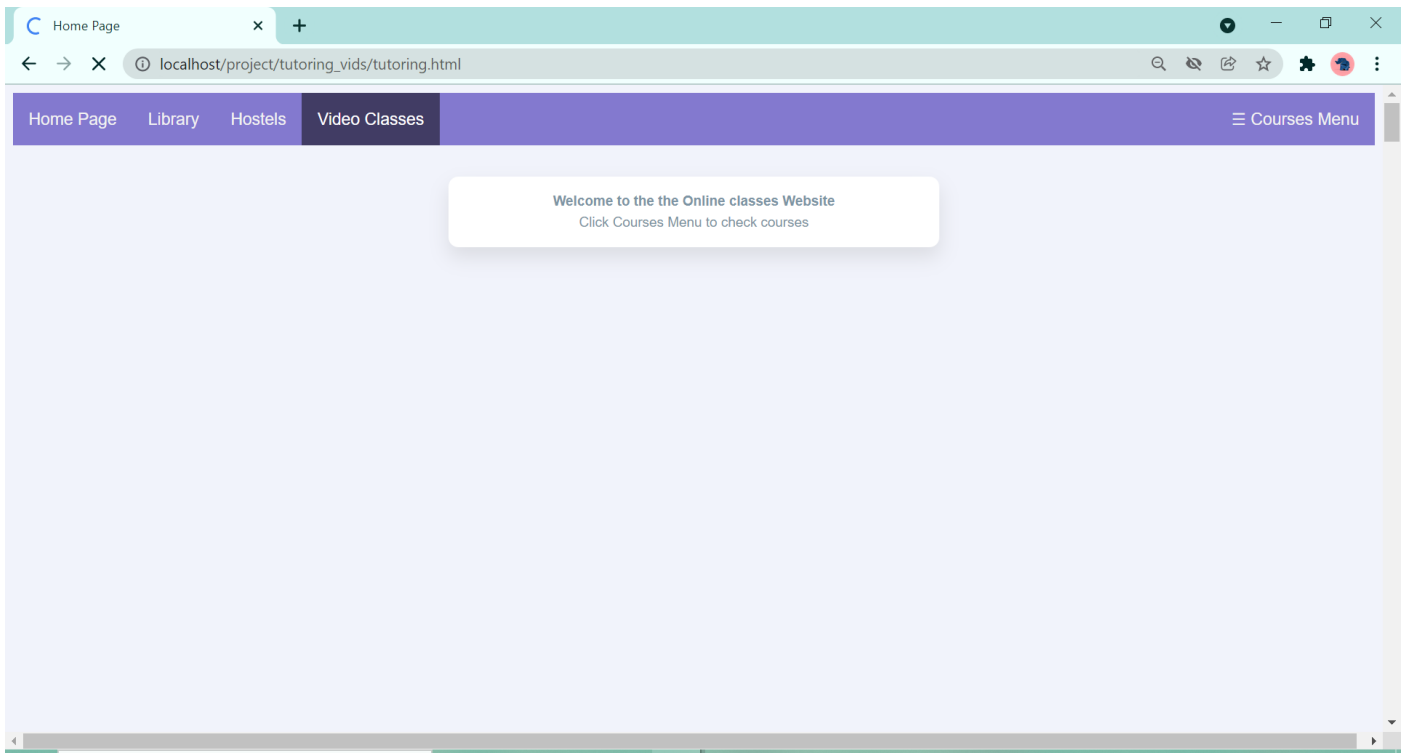 Home Page
localhost/project/tutoring_vids/tutoring.html
Home Page Library Hostels Video Classes ☰ Courses Menu
Welcome to the the Online classes Website
Click Courses Menu to check courses